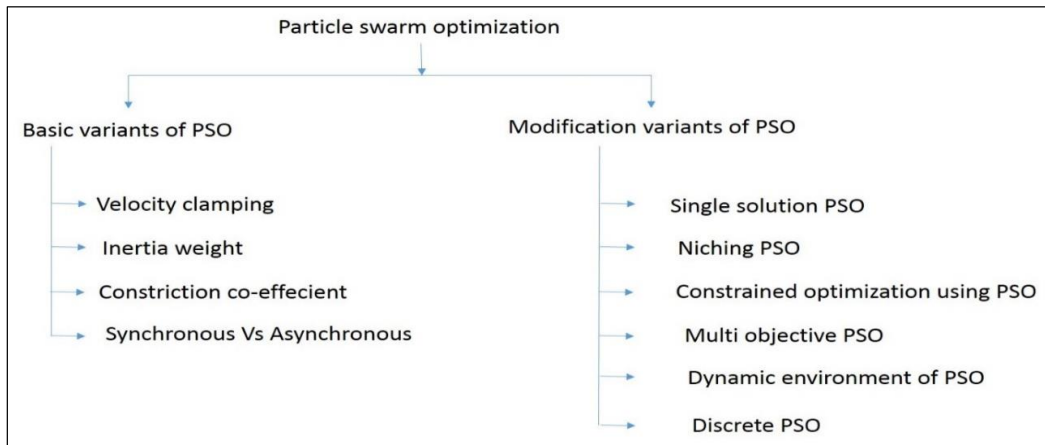 Particle swarm optimization
Basic variants of PSO
Velocity clamping
Inertia weight
Constriction co-effecient
Synchronous Vs Asynchronous
Modification variants of PSO
Single solution PSO
Niching PSO
Constrained optimization using PSO
Multi objective PSO
Dynamic environment of PSO
Discrete PSO